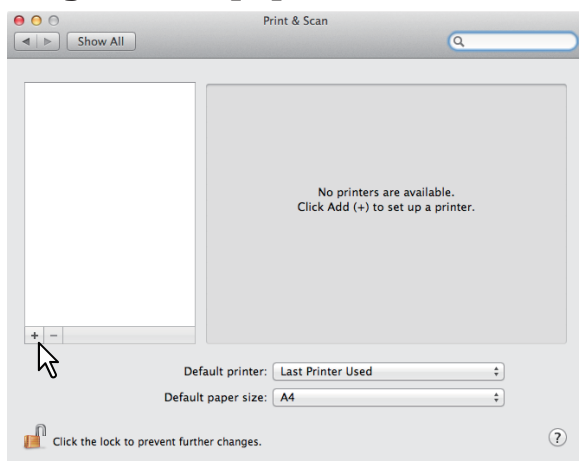 Print & Scan
Show All
No printers are available.
Click Add (+) to set up a printer.
+ −
Default printer: Last Printer Used
Default paper size: A4
Click the lock to prevent further changes.
?